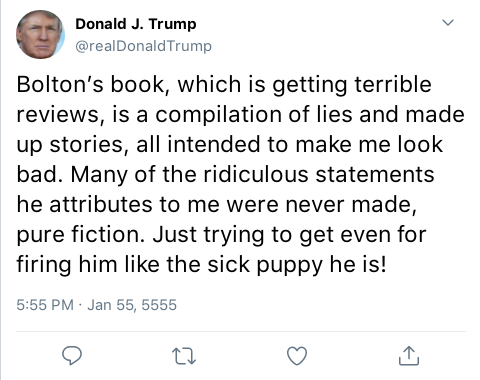 Donald J. Trump
@realDonaldTrump
Bolton’s book, which is getting terrible
reviews, is a compilation of lies and made
up stories, all intended to make me look
bad. Many of the ridiculous statements
he attributes to me were never made,
pure fiction. Just trying to get even for
firing him like the sick puppy he is!
5:55 PM · Jan 55, 5555